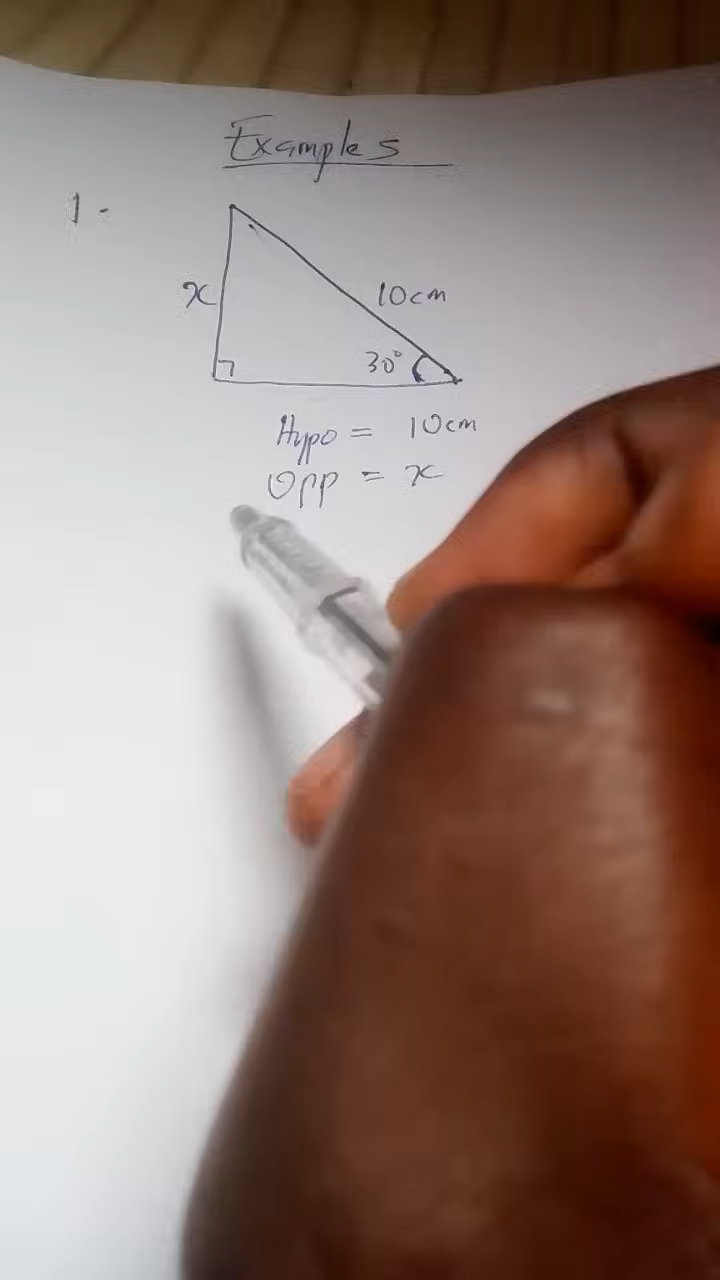 Examples
1.
x
10cm
30°
Hypo = 10cm
Opp = x